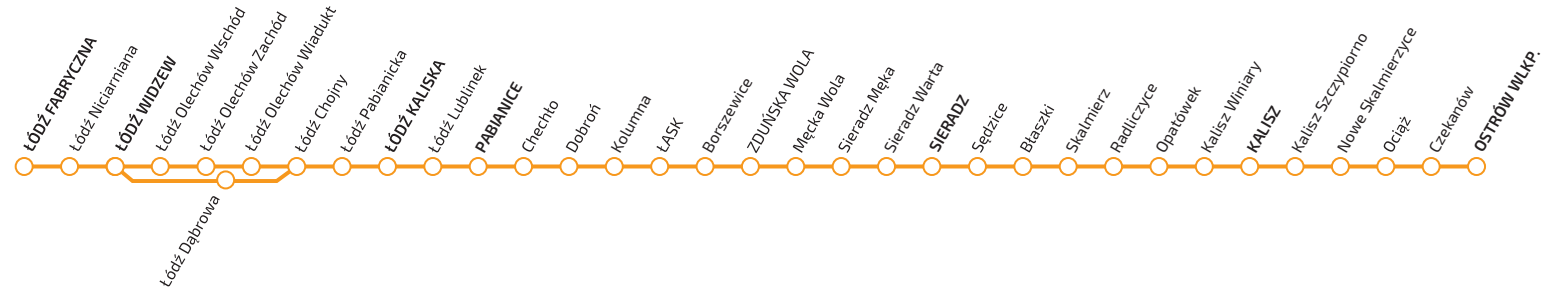 ŁÓDŹ FABRYCZNA
Łódź Niciarniana
ŁÓDŹ WIDZEW
Łódź Olechów Wschód
Łódź Olechów Zachód
Łódź Olechów Wiadukt
Łódź Dąbrowa
Łódź Chojny
Łódź Pabianicka
ŁÓDŹ KALISKA
Łódź Lublinek
PABIANICE
Chechło
Dobroń
Kolumna
ŁASK
Borszewice
ZDUŃSKA WOLA
Męcka Wola
Sieradz Męka
Sieradz Warta
SIERADZ
Sędzice
Błaszki
Skalmierz
Radliczyce
Opatówek
Kalisz Winiary
KALISZ
Kalisz Szczypiorno
Nowe Skalmierzyce
Ociąż
Czekanów
OSTRÓW WLKP.